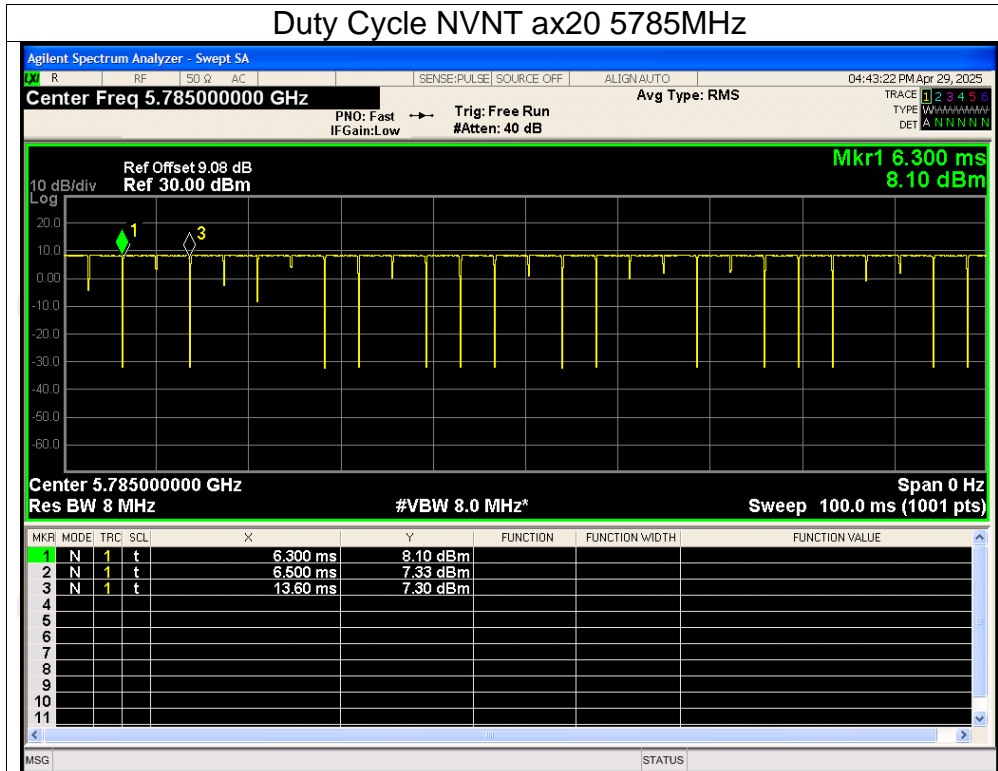 Duty Cycle NVNT ax20 5785MHz
Agilent Spectrum Analyzer - Swept SA
LXI R RF 50 Ω AC SENSE:PULSE SOURCE OFF ALIGN AUTO 04:43:22 PM Apr 29, 2025
Center Freq 5.785000000 GHz Avg Type: RMS TRACE 1 2 3 4 5 6
PNO: Fast Trig: Free Run TYPE WWWWWW
IFGain:Low #Atten: 40 dB DET A N N N N N
Mkr1 6.300 ms
8.10 dBm
Ref Offset 9.08 dB
10 dB/div Ref 30.00 dBm
Log
20.0
10.0
0.00
-10.0
-20.0
-30.0
-40.0
-50.0
-60.0
1
3
Center 5.785000000 GHz Span 0 Hz
Res BW 8 MHz #VBW 8.0 MHz* Sweep 100.0 ms (1001 pts)
MKR MODE TRC SCL X Y FUNCTION FUNCTION WIDTH FUNCTION VALUE
1 N 1 t 6.300 ms 8.10 dBm
2 N 1 t 6.500 ms 7.33 dBm
3 N 1 t 13.60 ms 7.30 dBm
4
5
6
7
8
9
10
11
MSG STATUS